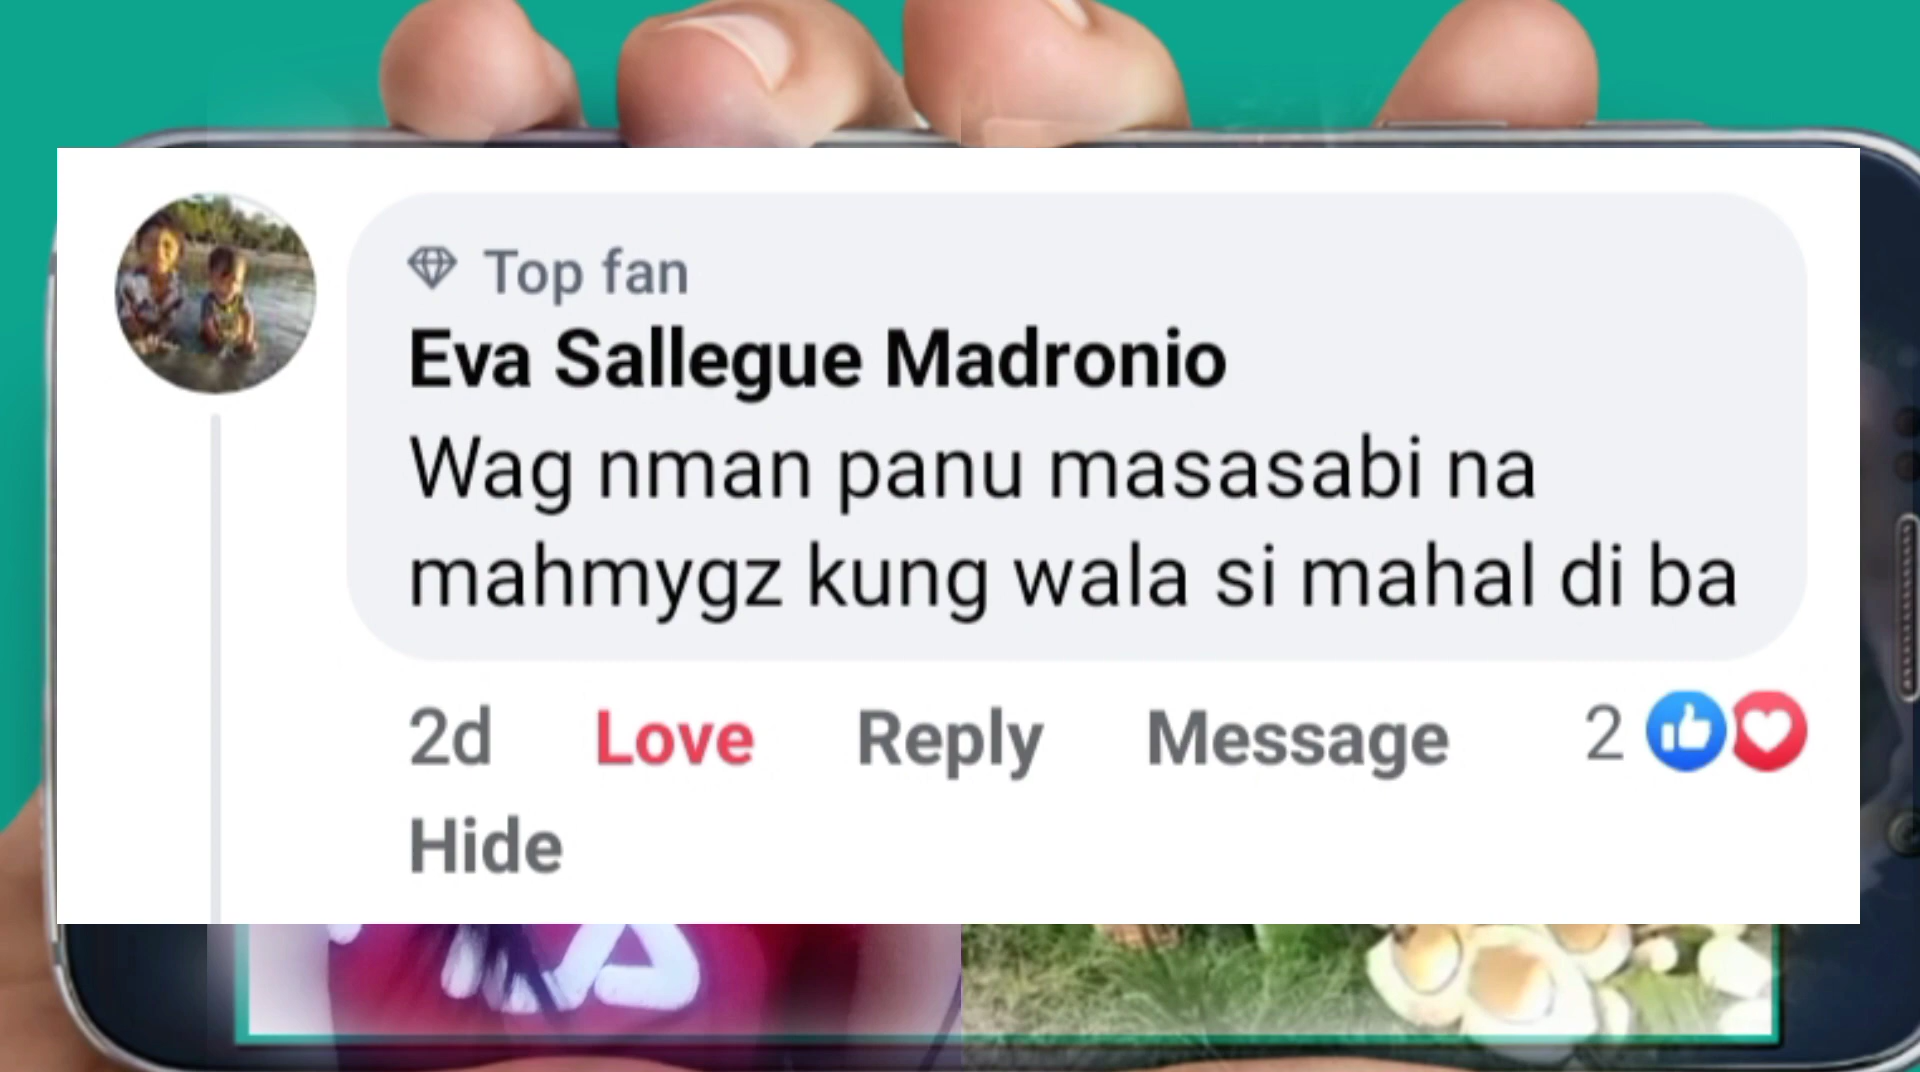 Top fan
Eva Sallegue Madronio
Wag nman panu masasabi na
mahmygz kung wala si mahal di ba
2d Love Reply Message 2
Hide